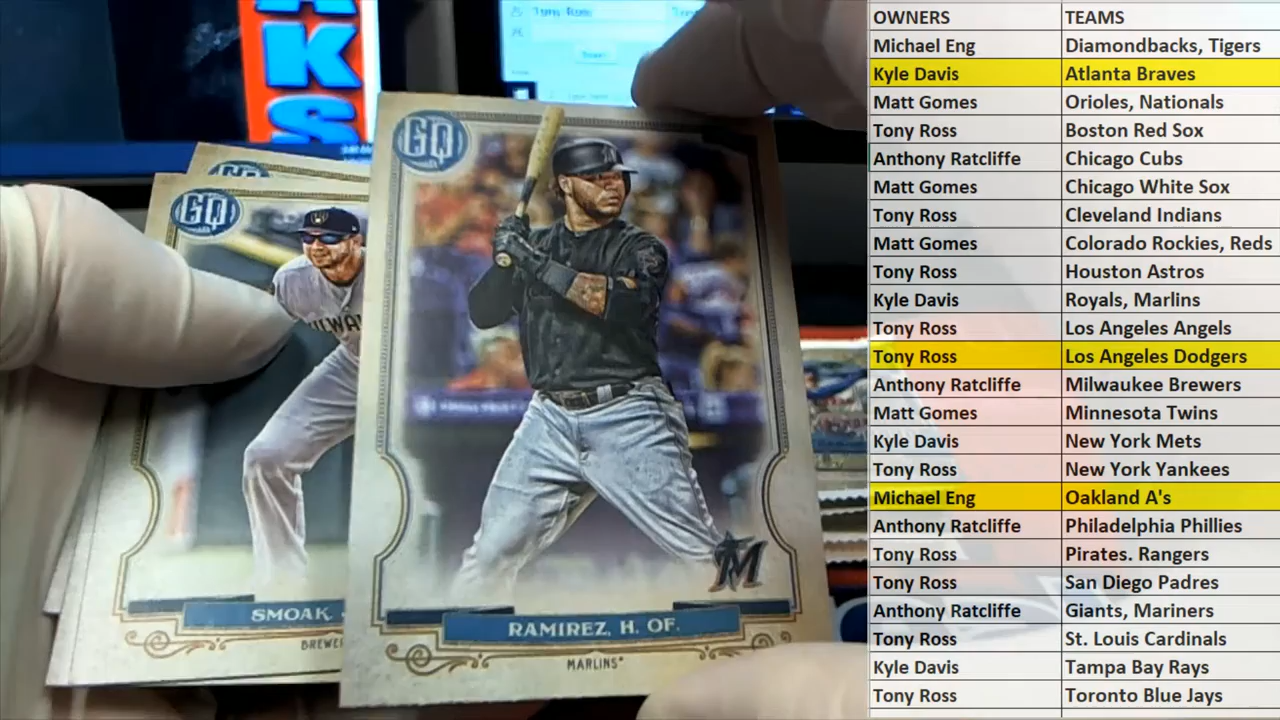 KS
GQ
GQ
MILWA
SMOAK,
BREWER
RAMIREZ, H. OF.
MARLINS
M
OWNERS TEAMS
Michael Eng Diamondbacks, Tigers
Kyle Davis Atlanta Braves
Matt Gomes Orioles, Nationals
Tony Ross Boston Red Sox
Anthony Ratcliffe Chicago Cubs
Matt Gomes Chicago White Sox
Tony Ross Cleveland Indians
Matt Gomes Colorado Rockies, Reds
Tony Ross Houston Astros
Kyle Davis Royals, Marlins
Tony Ross Los Angeles Angels
Tony Ross Los Angeles Dodgers
Anthony Ratcliffe Milwaukee Brewers
Matt Gomes Minnesota Twins
Kyle Davis New York Mets
Tony Ross New York Yankees
Michael Eng Oakland A's
Anthony Ratcliffe Philadelphia Phillies
Tony Ross Pirates. Rangers
Tony Ross San Diego Padres
Anthony Ratcliffe Giants, Mariners
Tony Ross St. Louis Cardinals
Kyle Davis Tampa Bay Rays
Tony Ross Toronto Blue Jays